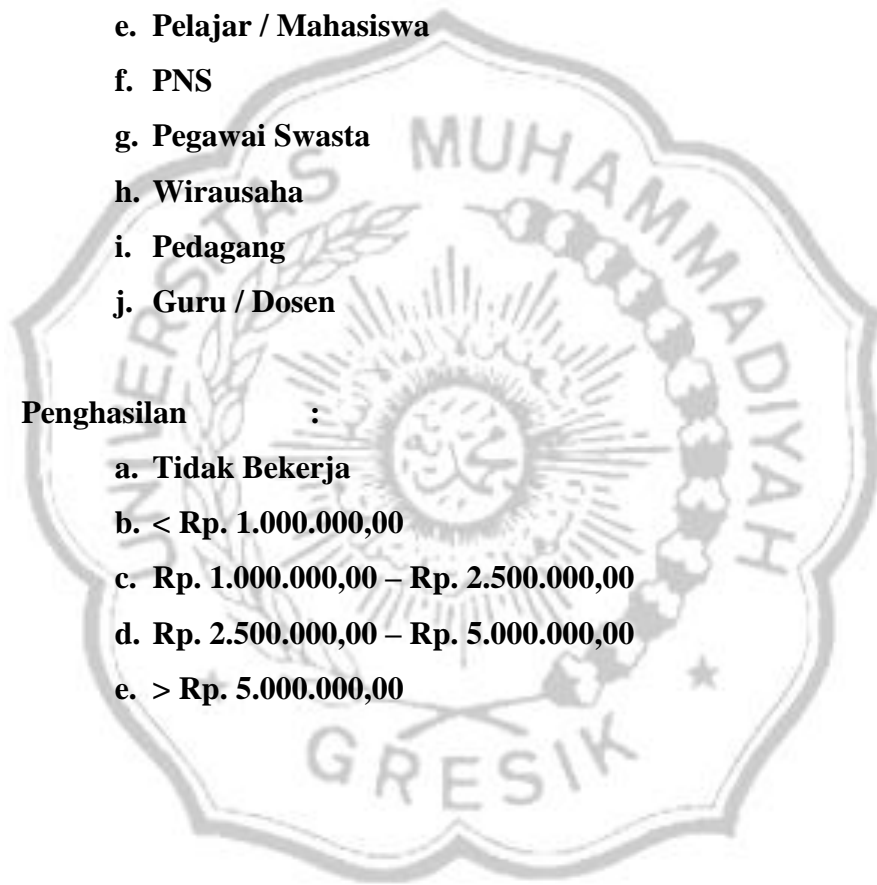 e. Pelajar / Mahasiswa
f. PNS
g. Pegawai Swasta
h. Wirausaha
i. Pedagang
j. Guru / Dosen
Penghasilan :
a. Tidak Bekerja
b. < Rp. 1.000.000,00
c. Rp. 1.000.000,00 – Rp. 2.500.000,00
d. Rp. 2.500.000,00 – Rp. 5.000.000,00
e. > Rp. 5.000.000,00
UNIVERSITAS MUHAMMADIYAH
GRESIK